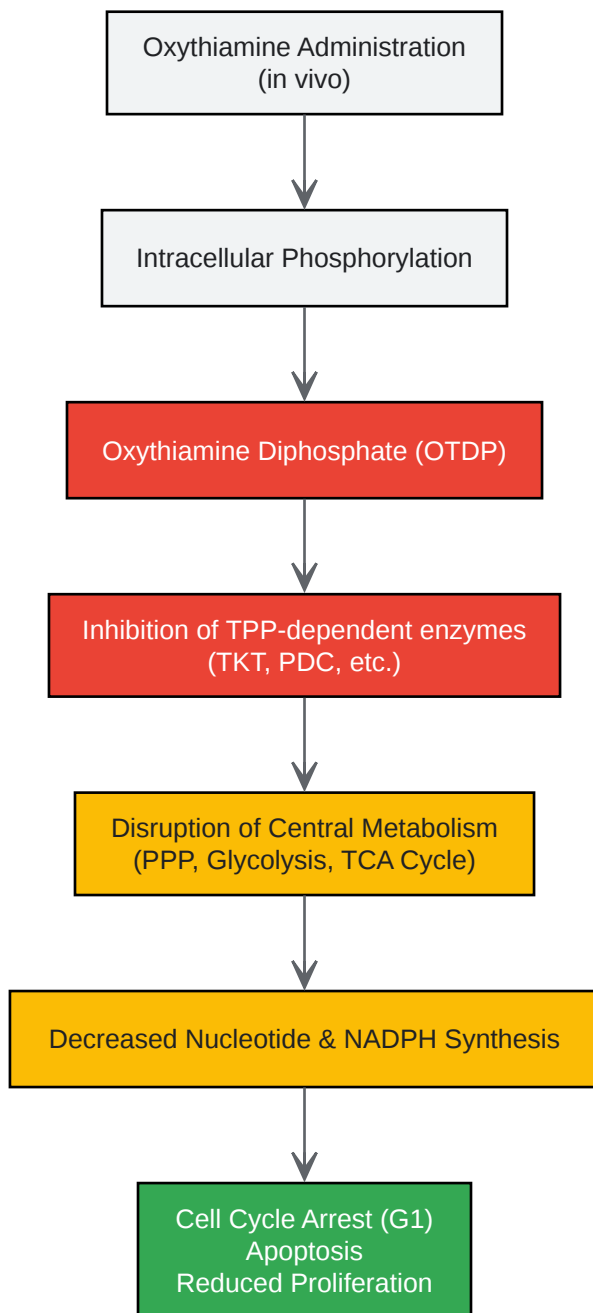 Oxythiamine Administration
(in vivo)
Intracellular Phosphorylation
Oxythiamine Diphosphate (OTDP)
Inhibition of TPP-dependent enzymes
(TKT, PDC, etc.)
Disruption of Central Metabolism
(PPP, Glycolysis, TCA Cycle)
Decreased Nucleotide & NADPH Synthesis
Cell Cycle Arrest (G1)
Apoptosis
Reduced Proliferation